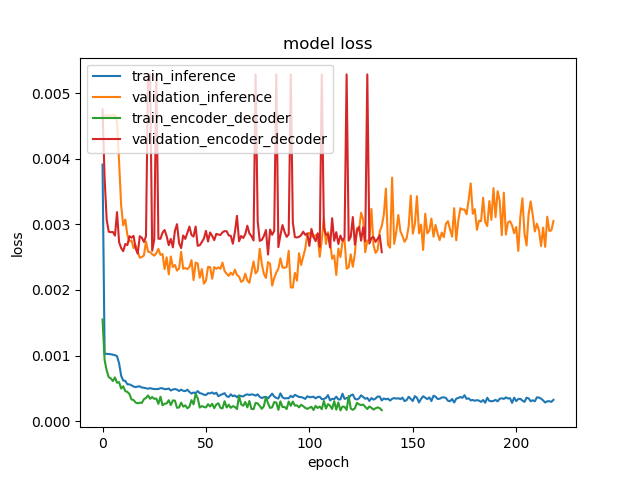 model loss
train_inference
validation_inference
train_encoder_decoder
validation_encoder_decoder
loss
0.005
0.004
0.003
0.002
0.001
0.000
0
50
100
150
200
epoch